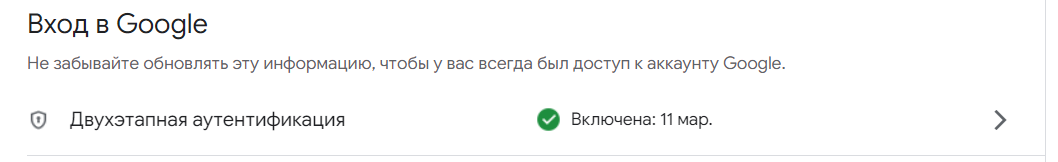 Вход в Google
Не забывайте обновлять эту информацию, чтобы у вас всегда был доступ к аккаунту Google.
Двухэтапная аутентификация Включена: 11 мар.